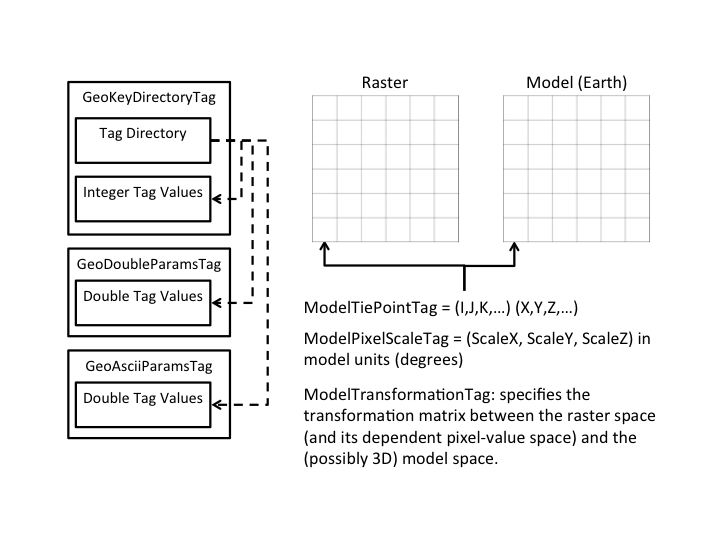 GeoKeyDirectoryTag
Tag Directory
Integer Tag Values
GeoDoubleParamsTag
Double Tag Values
GeoAsciiParamsTag
Double Tag Values
Raster
Model (Earth)
ModelTiePointTag = (I,J,K,…) (X,Y,Z,…)
ModelPixelScaleTag = (ScaleX, ScaleY, ScaleZ) in
model units (degrees)
ModelTransformationTag: specifies the
transformation matrix between the raster space
(and its dependent pixel-value space) and the
(possibly 3D) model space.